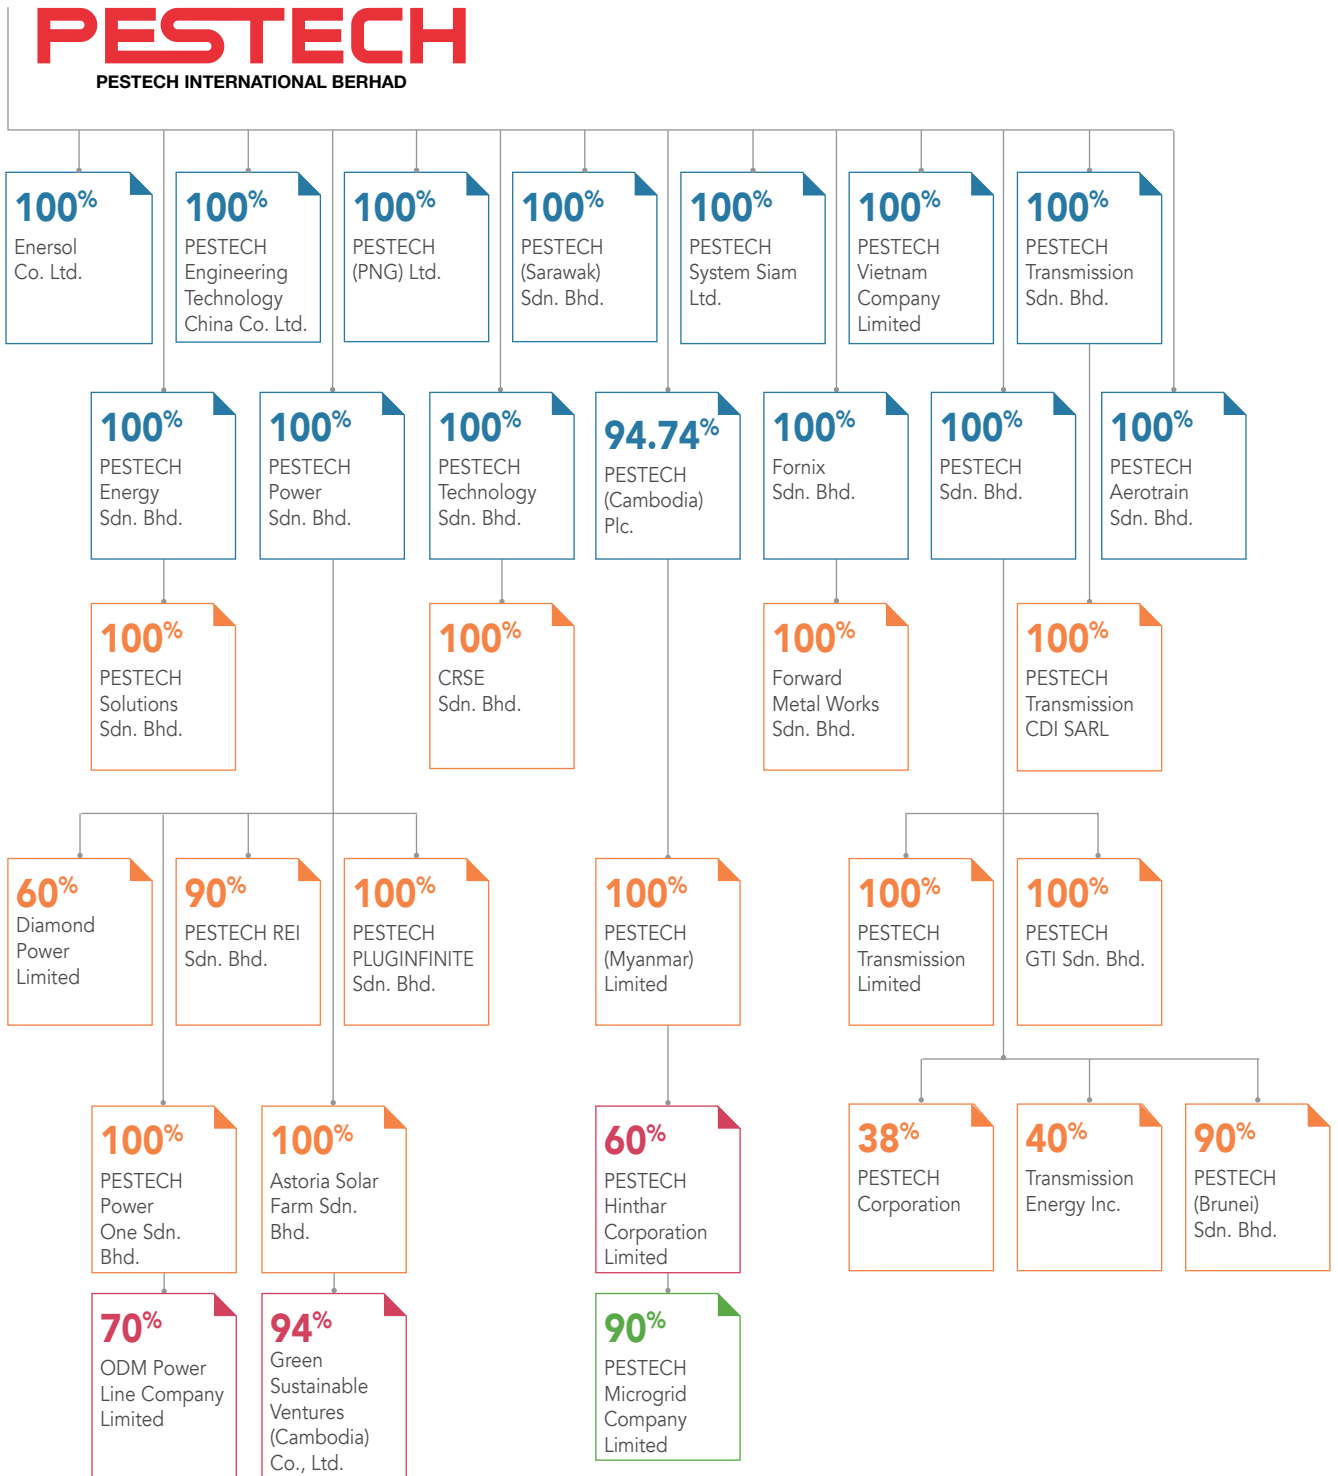 PESTECH
PESTECH INTERNATIONAL BERHAD
100%
Enersol
Co. Ltd.
100%
PESTECH
Engineering
Technology
China Co. Ltd.
100%
PESTECH
(PNG) Ltd.
100%
PESTECH
(Sarawak)
Sdn. Bhd.
100%
PESTECH
System Siam
Ltd.
100%
PESTECH
Vietnam
Company
Limited
100%
PESTECH
Transmission
Sdn. Bhd.
100%
PESTECH
Energy
Sdn. Bhd.
100%
PESTECH
Power
Sdn. Bhd.
100%
PESTECH
Technology
Sdn. Bhd.
94.74%
PESTECH
(Cambodia)
Plc.
100%
Fornix
Sdn. Bhd.
100%
PESTECH
Sdn. Bhd.
100%
PESTECH
Aerotrain
Sdn. Bhd.
100%
PESTECH
Solutions
Sdn. Bhd.
100%
CRSE
Sdn. Bhd.
100%
Forward
Metal Works
Sdn. Bhd.
100%
PESTECH
Transmission
CDI SARL
60%
Diamond
Power
Limited
90%
PESTECH REI
Sdn. Bhd.
100%
PESTECH
PLUGINFINITE
Sdn. Bhd.
100%
PESTECH
(Myanmar)
Limited
100%
PESTECH
Transmission
Limited
100%
PESTECH
GTI Sdn. Bhd.
100%
PESTECH
Power
One Sdn.
Bhd.
100%
Astoria Solar
Farm Sdn.
Bhd.
60%
PESTECH
Hinthar
Corporation
Limited
38%
PESTECH
Corporation
40%
Transmission
Energy Inc.
90%
PESTECH
(Brunei)
Sdn. Bhd.
70%
ODM Power
Line Company
Limited
94%
Green
Sustainable
Ventures
(Cambodia)
Co., Ltd.
90%
PESTECH
Microgrid
Company
Limited